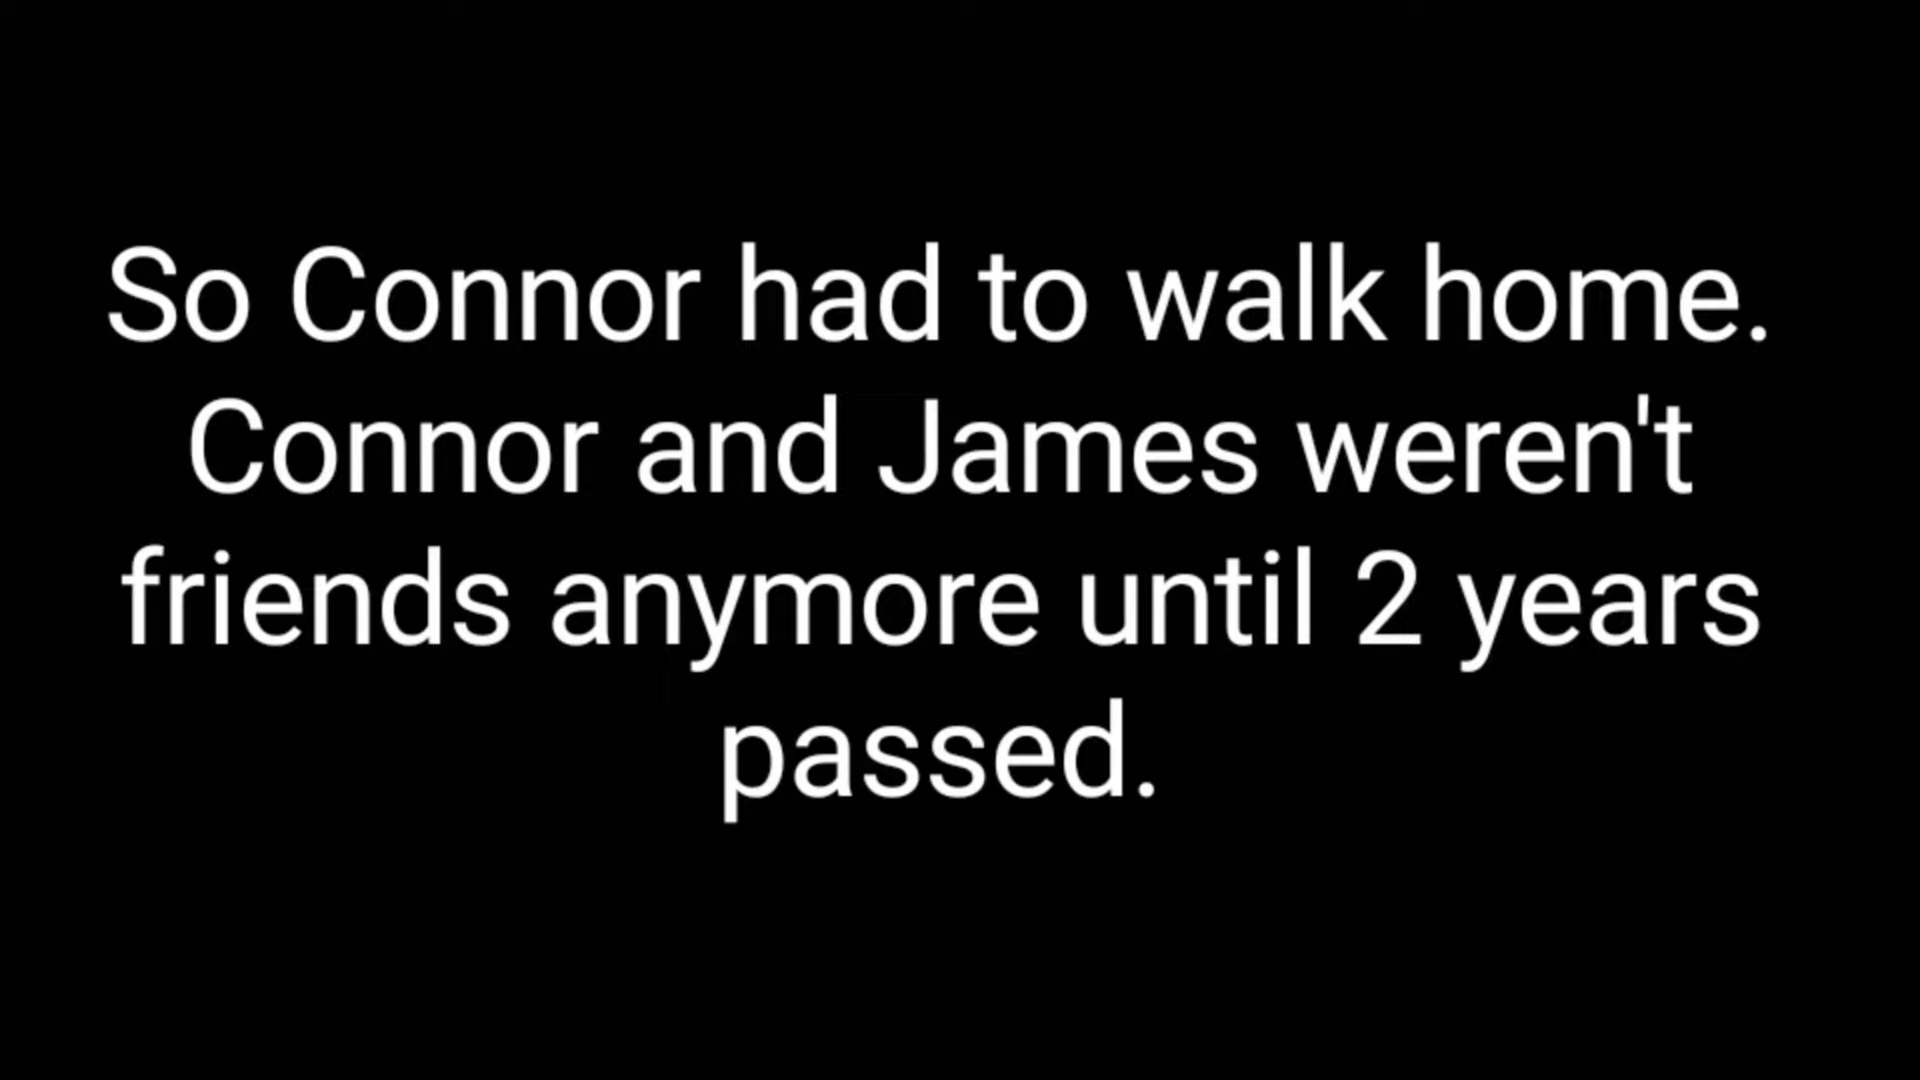 So Connor had to walk home.
Connor and James weren't
friends anymore until 2 years
passed.